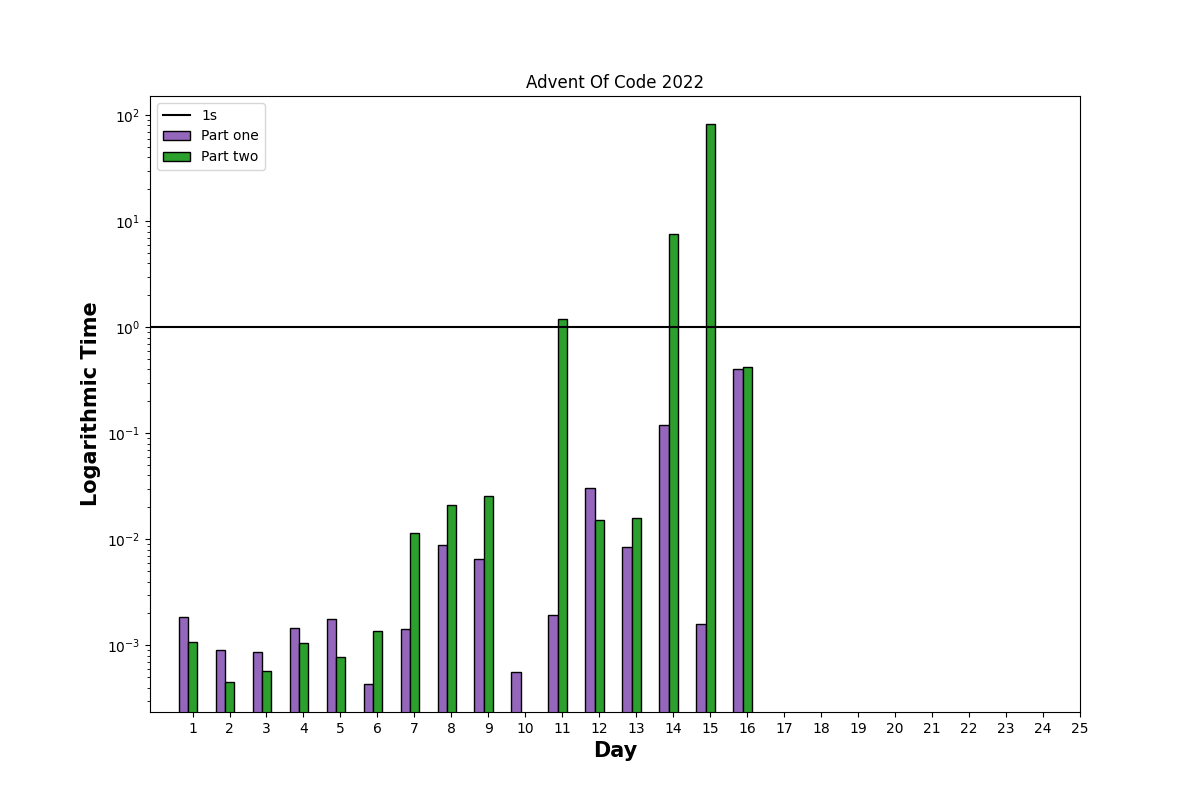 Advent Of Code 2022
1s
Part one
Part two
10²
10¹
10⁰
10⁻¹
10⁻²
10⁻³
Logarithmic Time
1 2 3 4 5 6 7 8 9 10 11 12 13 14 15 16 17 18 19 20 21 22 23 24 25
Day